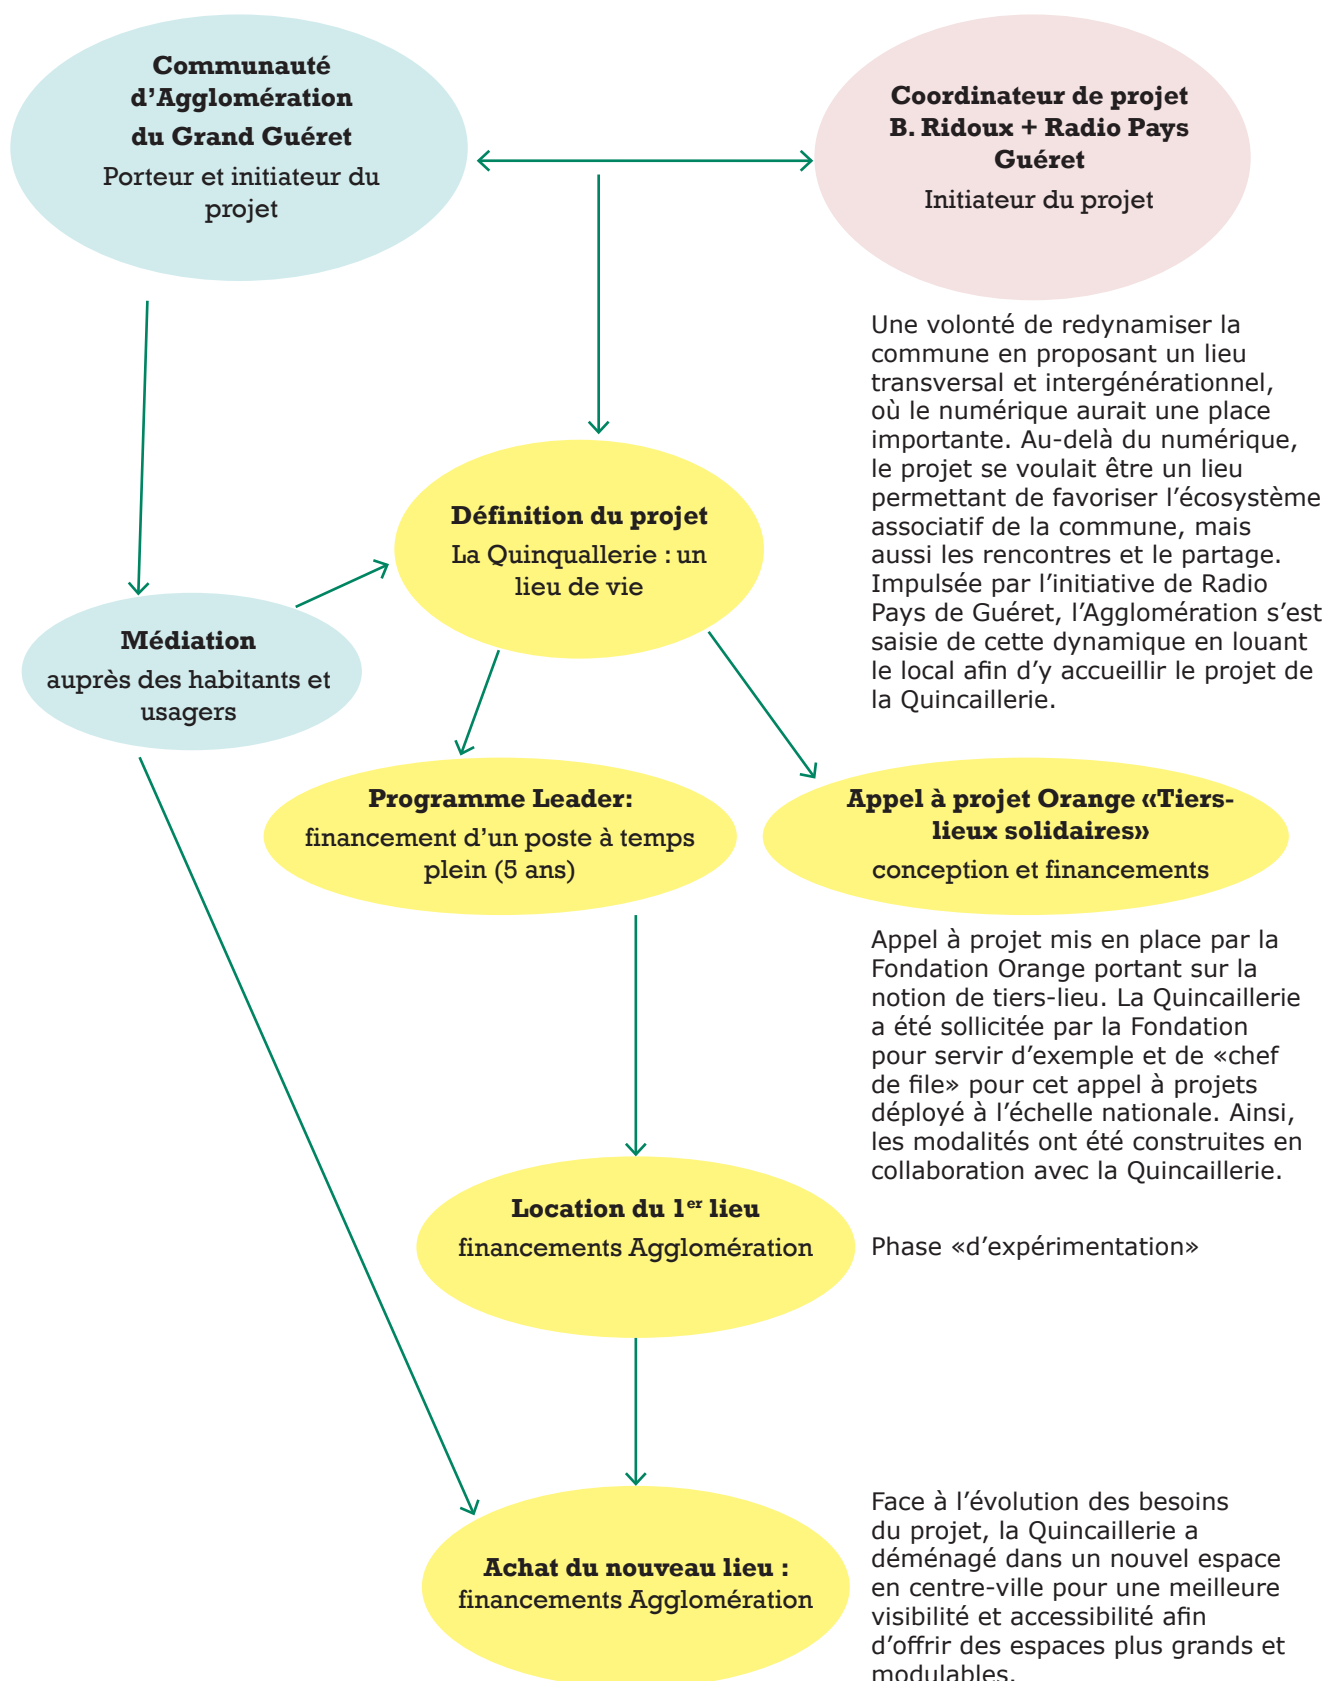 Communauté
d'Agglomération
du Grand Guéret
Porteur et initiateur du
projet
Coordinateur de projet
B. Ridoux + Radio Pays
Guéret
Initiateur du projet
Une volonté de redynamiser la
commune en proposant un lieu
transversal et intergénérationnel,
où le numérique aurait une place
importante. Au-delà du numérique,
le projet se voulait être un lieu
permettant de favoriser l'écosystème
associatif de la commune, mais
aussi les rencontres et le partage.
Impulsée par l'initiative de Radio
Pays de Guéret, l'Agglomération s'est
saisie de cette dynamique en louant
le local afin d'y accueillir le projet de
la Quincaillerie.
Définition du projet
La Quinquallerie : un
lieu de vie
Médiation
auprès des habitants et
usagers
Programme Leader:
financement d'un poste à temps
plein (5 ans)
Appel à projet Orange «Tiers-
lieux solidaires»
conception et financements
Appel à projet mis en place par la
Fondation Orange portant sur la
notion de tiers-lieu. La Quincaillerie
a été sollicitée par la Fondation
pour servir d'exemple et de «chef
de file» pour cet appel à projets
déployé à l'échelle nationale. Ainsi,
les modalités ont été construites en
collaboration avec la Quincaillerie.
Location du 1er lieu
financements Agglomération
Phase «d'expérimentation»
Achat du nouveau lieu :
financements Agglomération
Face à l'évolution des besoins
du projet, la Quincaillerie a
déménagé dans un nouvel espace
en centre-ville pour une meilleure
visibilité et accessibilité afin
d'offrir des espaces plus grands et
modulables.